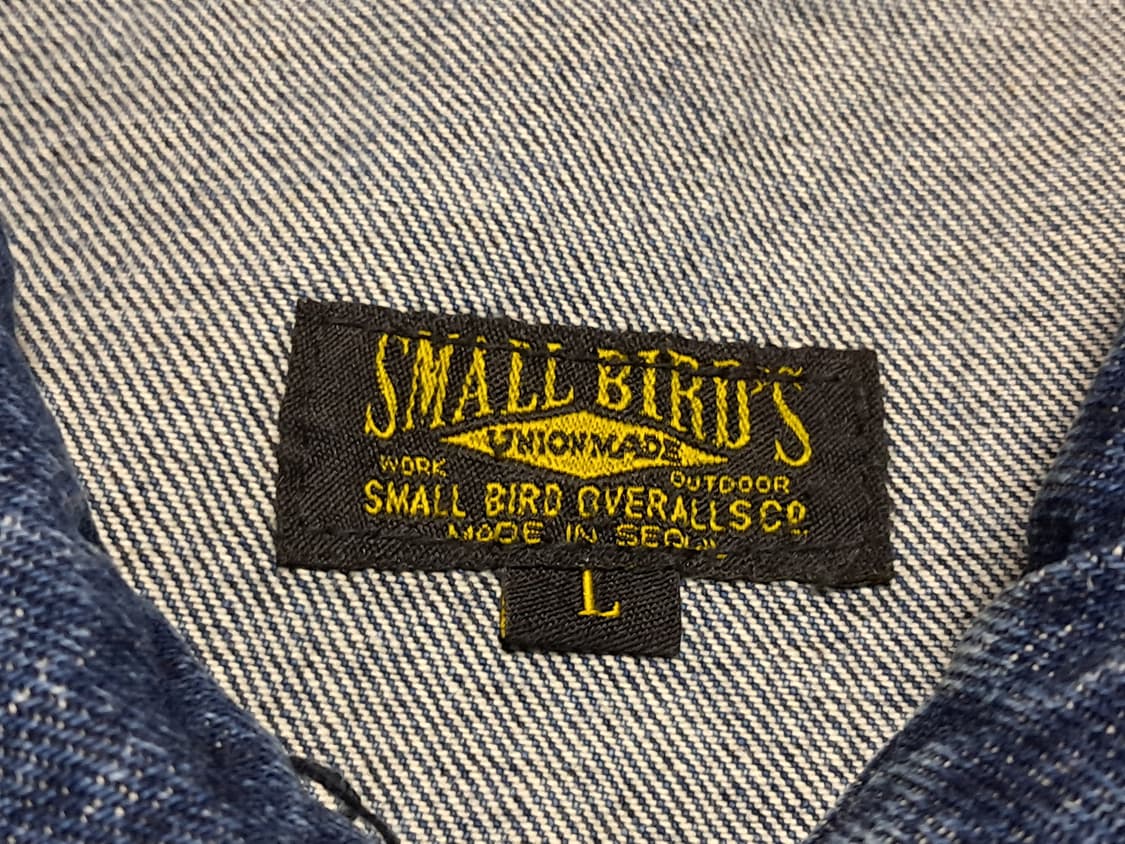 SMALL BIRD'S
UNIONMADE
WORK OUTDOOR
SMALL BIRD OVERALLS CO.
MADE IN SEOUL
L